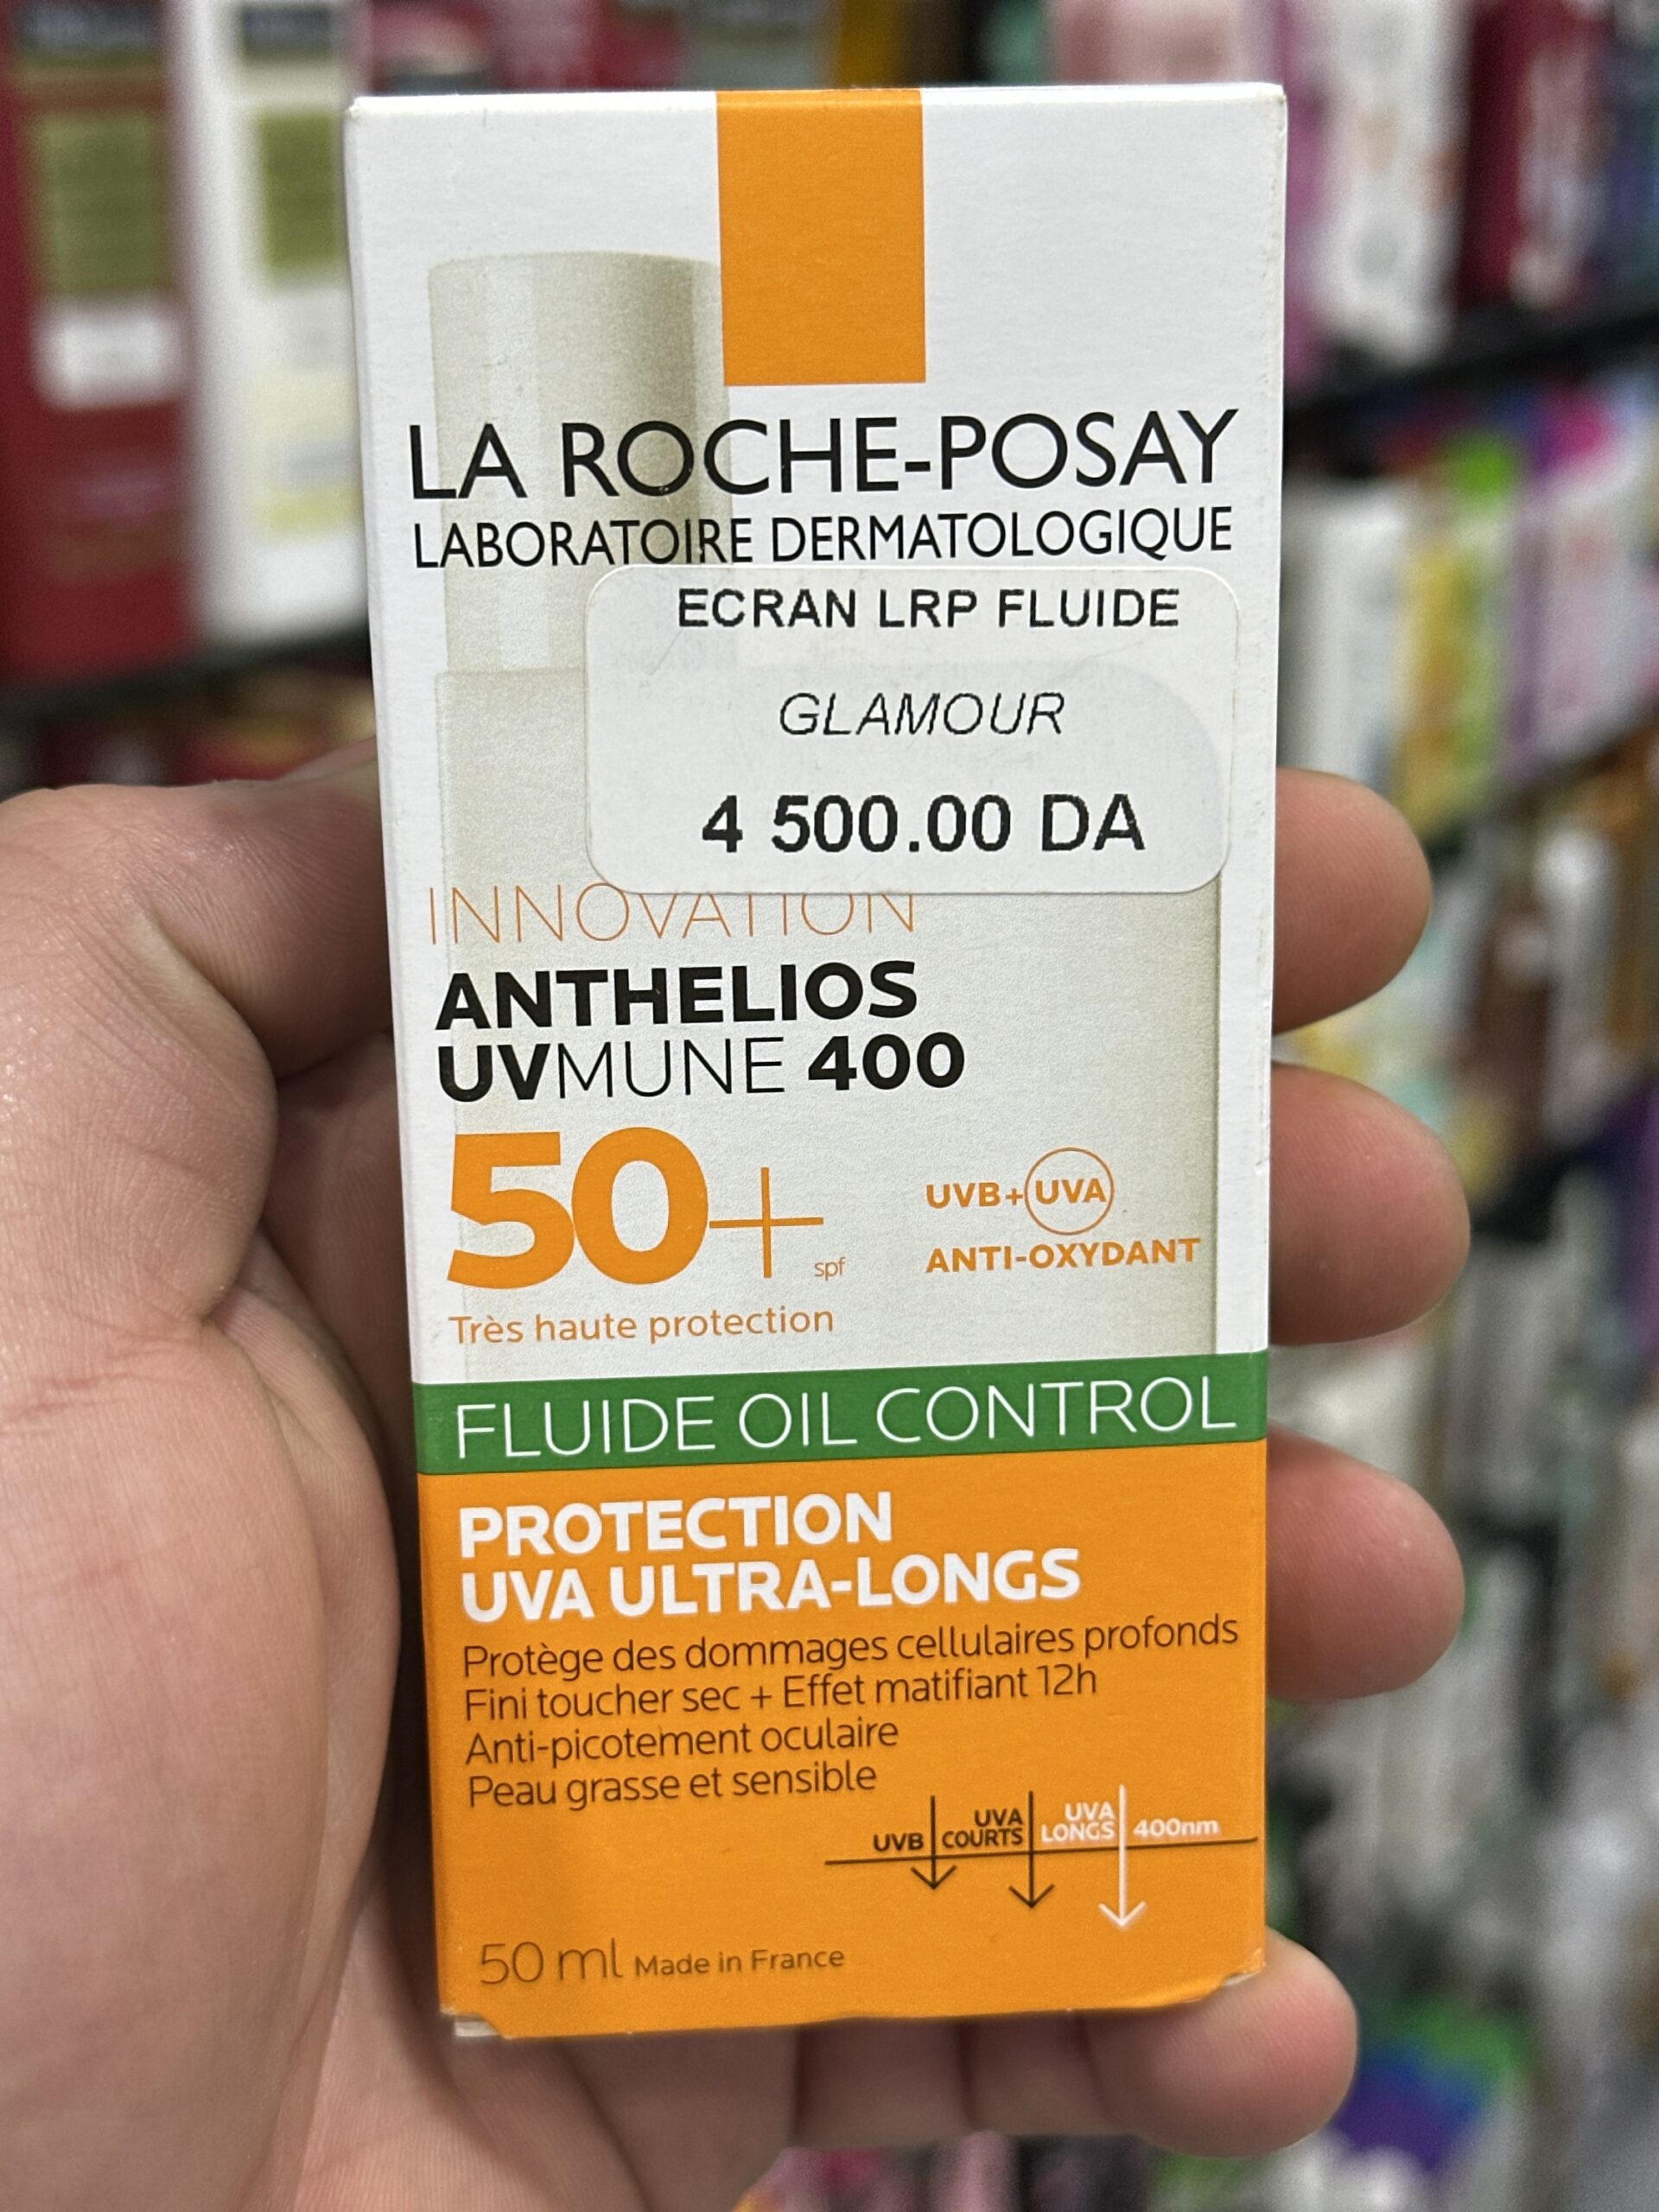 LA ROCHE-POSAY
LABORATOIRE DERMATOLOGIQUE
ECRAN LRP FLUIDE
GLAMOUR
4 500.00 DA
INNOVATION
ANTHELIOS
UVMUNE 400
50+ spf
UVB+UVA
ANTI-OXYDANT
Très haute protection
FLUIDE OIL CONTROL
PROTECTION
UVA ULTRA-LONGS
Protège des dommages cellulaires profonds
Fini toucher sec + Effet matifiant 12h
Anti-picotement oculaire
Peau grasse et sensible
UVB UVA COURTS UVA LONGS 400nm
50 ml Made in France